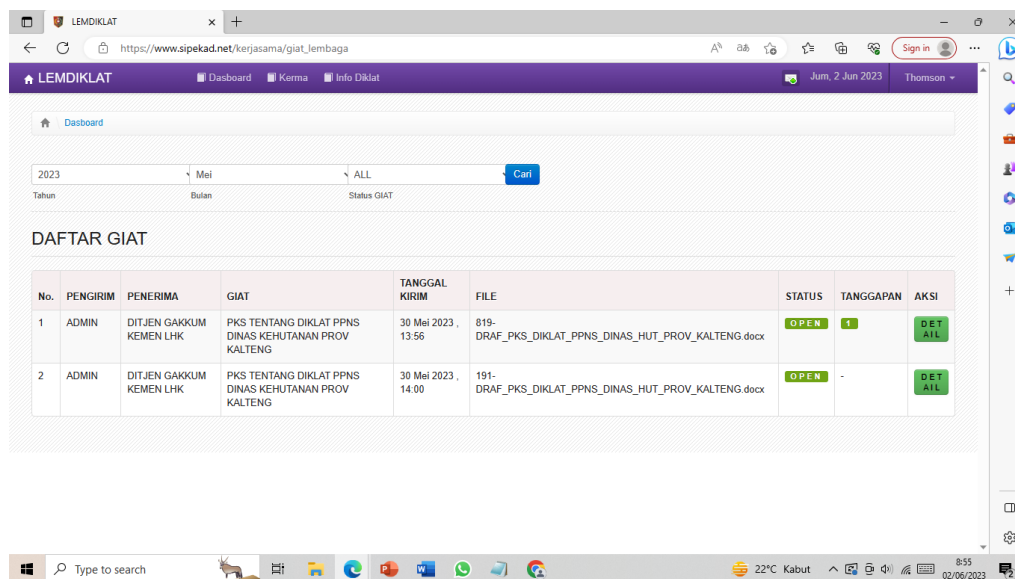 LEMDIKLAT
https://www.sipekad.net/kerjasama/giat_lembaga
Sign in
LEMDIKLAT Dasboard Kerma Info Diklat Jum, 2 Jun 2023 Thomson
Dasboard
2023 Mei ALL Cari
Tahun Bulan Status GIAT
DAFTAR GIAT
No. PENGIRIM PENERIMA GIAT TANGGAL KIRIM FILE STATUS TANGGAPAN AKSI
1 ADMIN DITJEN GAKKUM KEMEN LHK PKS TENTANG DIKLAT PPNS DINAS KEHUTANAN PROV KALTENG 30 Mei 2023 , 13:56 819-DRAF_PKS_DIKLAT_PPNS_DINAS_HUT_PROV_KALTENG.docx OPEN 1 DETAIL
2 ADMIN DITJEN GAKKUM KEMEN LHK PKS TENTANG DIKLAT PPNS DINAS KEHUTANAN PROV KALTENG 30 Mei 2023 , 14:00 191-DRAF_PKS_DIKLAT_PPNS_DINAS_HUT_PROV_KALTENG.docx OPEN - DETAIL
Type to search
22°C Kabut
8:55
02/06/2023
2